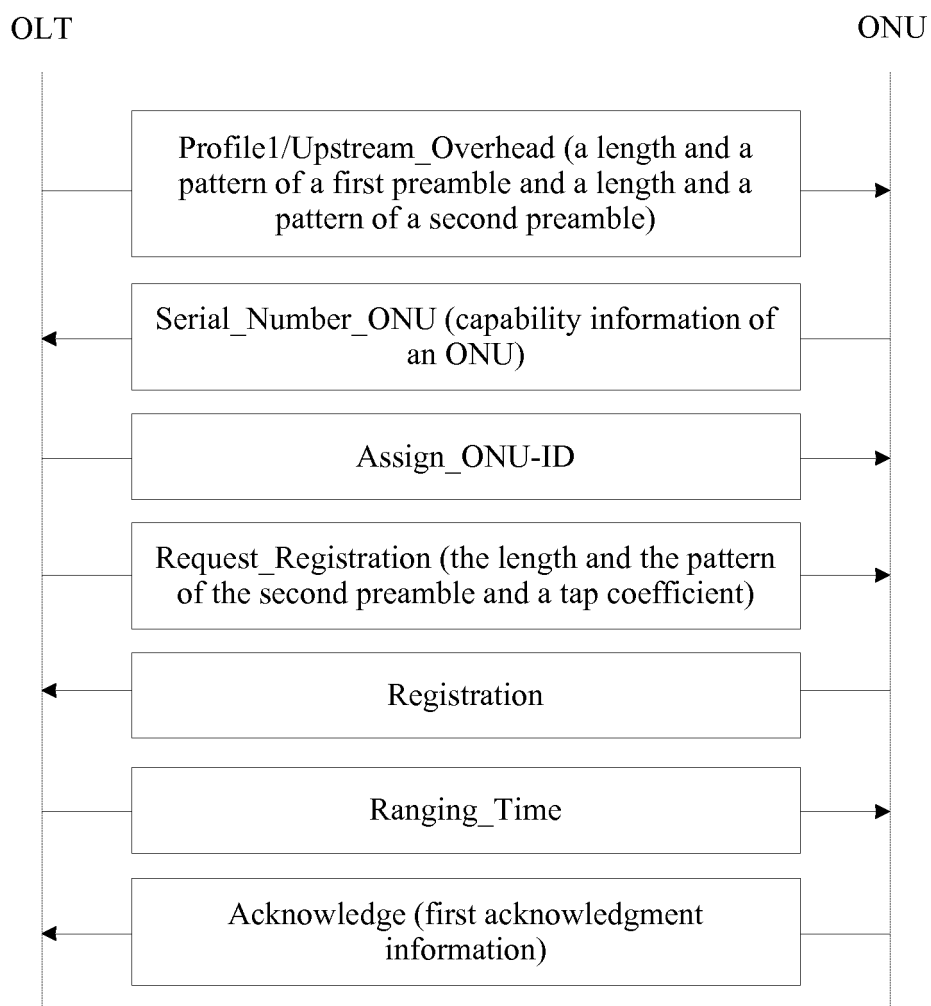 OLT
ONU
Profile1/Upstream_Overhead (a length and a
pattern of a first preamble and a length and a
pattern of a second preamble)
Serial_Number_ONU (capability information of
an ONU)
Assign_ONU-ID
Request_Registration (the length and the pattern
of the second preamble and a tap coefficient)
Registration
Ranging_Time
Acknowledge (first acknowledgment
information)